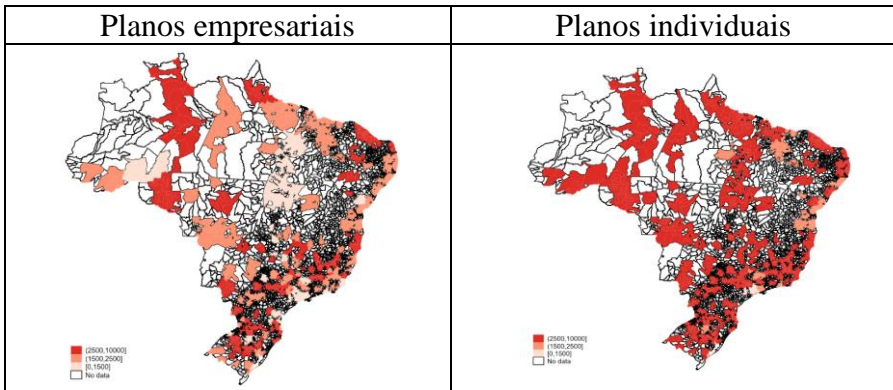 Planos empresariais
Planos individuais
(2500,10000]
(1500,2500]
[0,1500]
No data
(2500,10000]
(1500,2500]
[0,1500]
No data